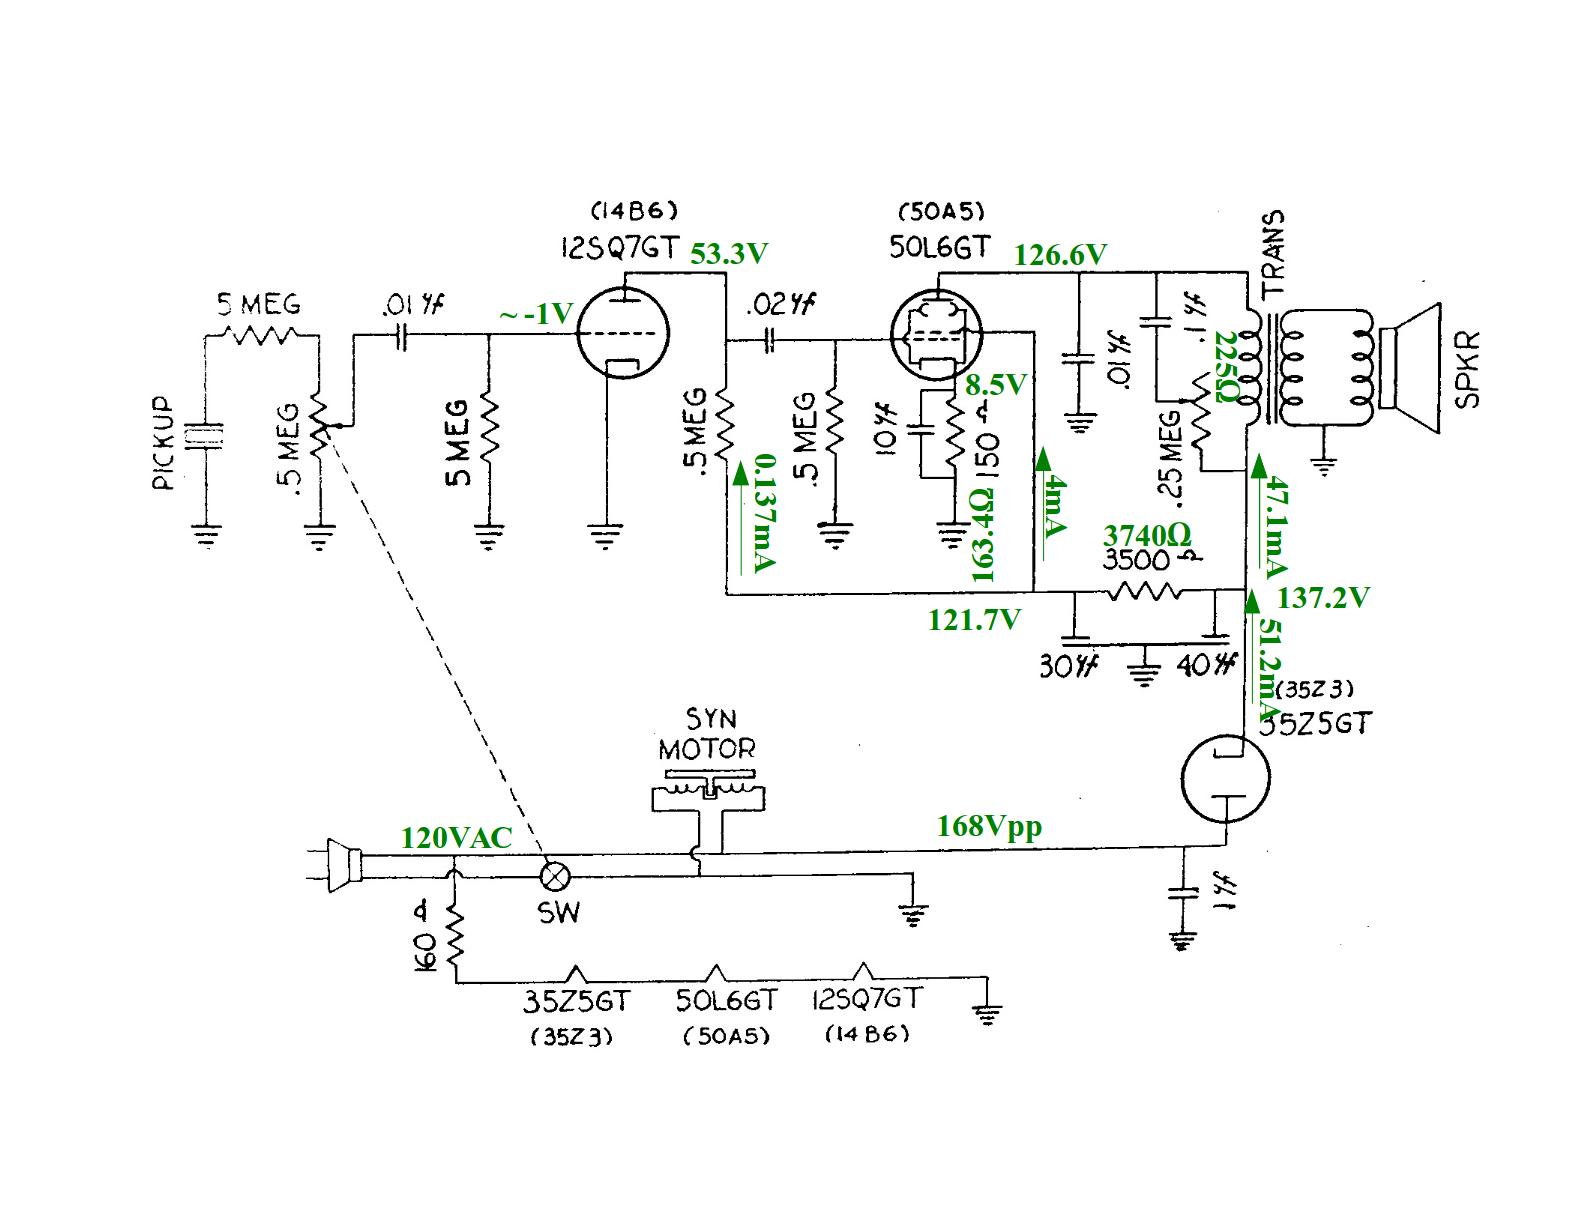 (14B6)
12SQ7GT
53.3V
(50A5)
50L6GT
126.6V
TRANS
5 MEG
.01 μf
~ -1V
.02 μf
.01 μf
.1 μf
225Ω
SPKR
PICKUP
.5 MEG
5 MEG
.5 MEG
0.137mA
.5 MEG
10 μf
8.5V
150 Ω
163.4Ω
4mA
.25 MEG
47.1mA
3740Ω
3500 Ω
121.7V
137.2V
30 μf
40 μf
51.2mA
(35Z3)
35Z5GT
SYN
MOTOR
120VAC
168Vpp
SW
1 μf
160 Ω
35Z5GT
50L6GT
12SQ7GT
(35Z3)
(50A5)
(14B6)